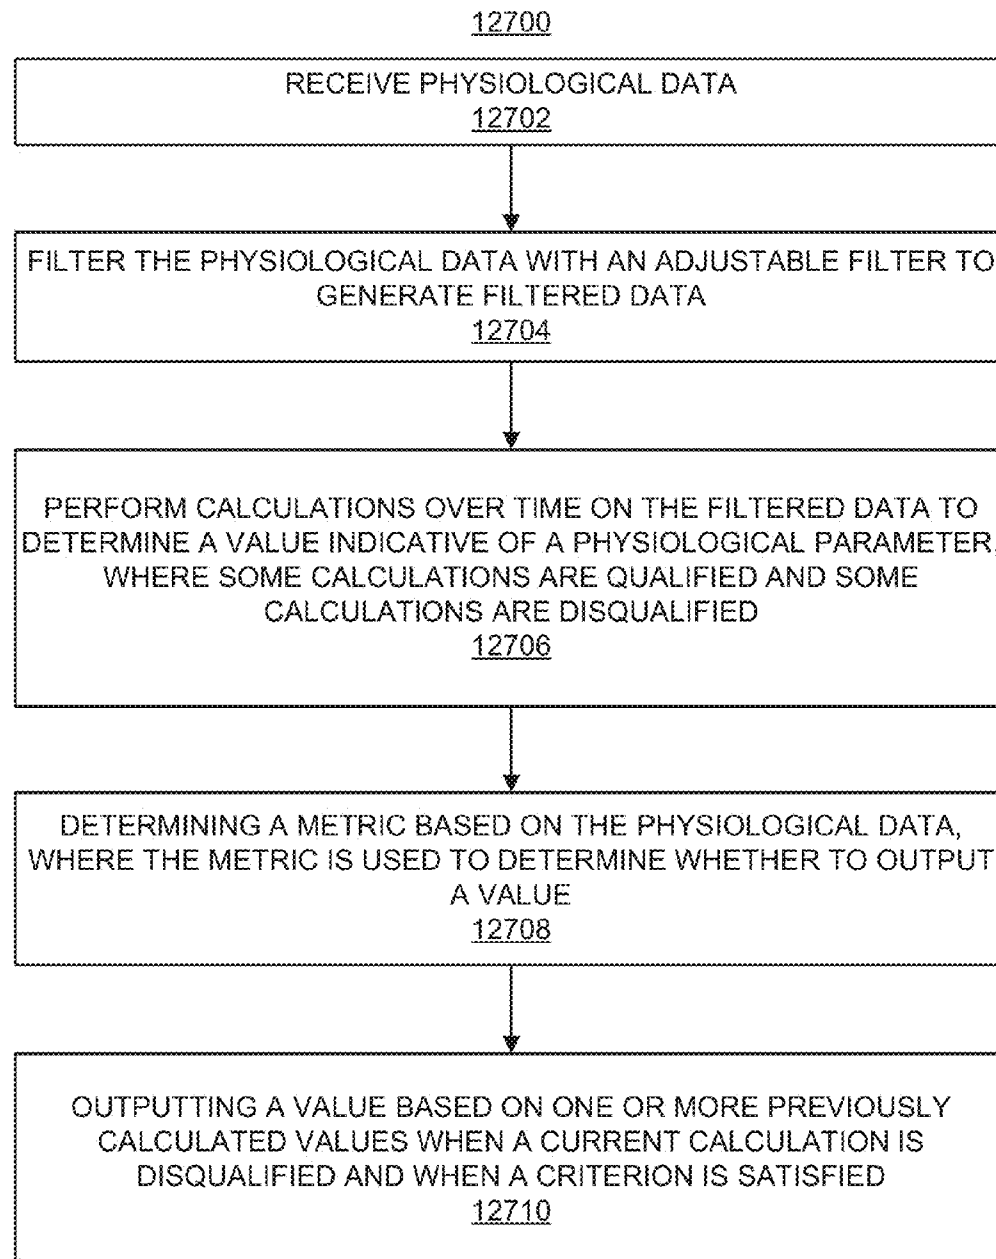 12700
RECEIVE PHYSIOLOGICAL DATA
12702
FILTER THE PHYSIOLOGICAL DATA WITH AN ADJUSTABLE FILTER TO
GENERATE FILTERED DATA
12704
PERFORM CALCULATIONS OVER TIME ON THE FILTERED DATA TO
DETERMINE A VALUE INDICATIVE OF A PHYSIOLOGICAL PARAMETER,
WHERE SOME CALCULATIONS ARE QUALIFIED AND SOME
CALCULATIONS ARE DISQUALIFIED
12706
DETERMINING A METRIC BASED ON THE PHYSIOLOGICAL DATA,
WHERE THE METRIC IS USED TO DETERMINE WHETHER TO OUTPUT
A VALUE
12708
OUTPUTTING A VALUE BASED ON ONE OR MORE PREVIOUSLY
CALCULATED VALUES WHEN A CURRENT CALCULATION IS
DISQUALIFIED AND WHEN A CRITERION IS SATISFIED
12710